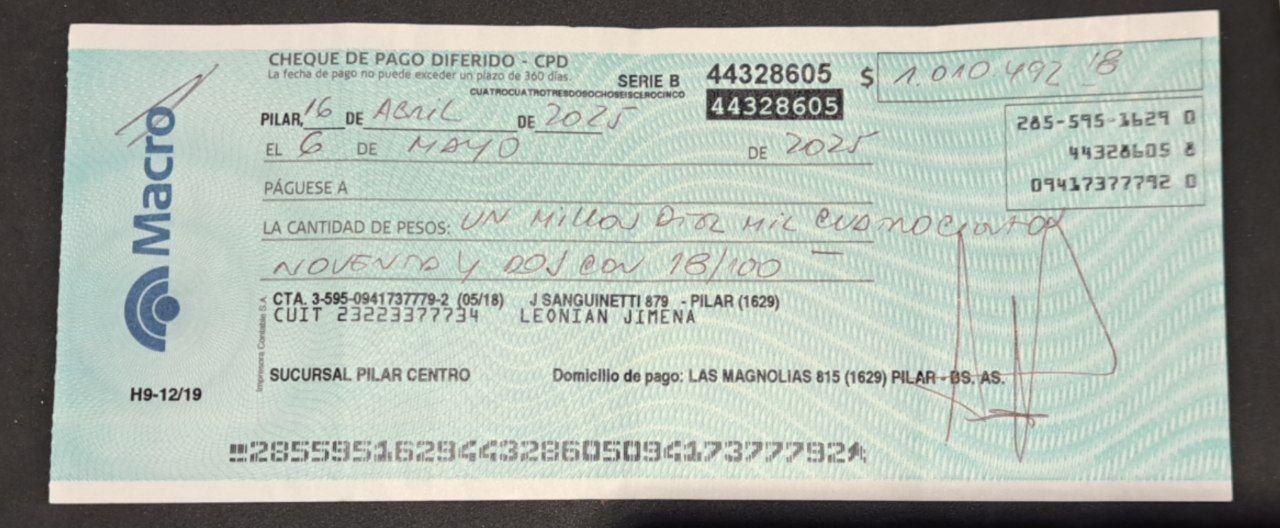 Macro
H9-12/19
CHEQUE DE PAGO DIFERIDO - CPD
La fecha de pago no puede exceder un plazo de 360 días.
SERIE B 44328605 $ 1.010.492 18
CUATROCUATROTRESDOSOCHOSEISCEROCINCO
44328605
PILAR, 16 DE ABRIL DE 2025
EL 6 DE MAYO DE 2025
285-595-1629 0
44328605 8
09417377792 0
PÁGUESE A
LA CANTIDAD DE PESOS: UN MILLON DIEZ MIL CUATROCIENTOS
NOVENTA Y DOS CON 18/100 —
CTA. 3-595-0941737779-2 (05/18) J SANGUINETTI 879 - PILAR (1629)
CUIT 23223377734 LEONIAN JIMENA
Impresora Contable S.A.
SUCURSAL PILAR CENTRO Domicilio de pago: LAS MAGNOLIAS 815 (1629) PILAR - BS. AS.
28559516294432860509417377792